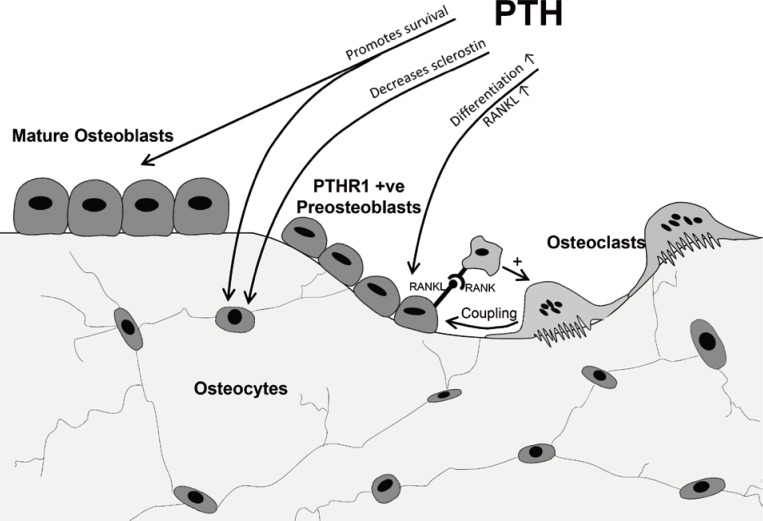 PTH
Promotes survival
Decreases sclerostin
Differentiation ↑
RANKL ↑
Mature Osteoblasts
PTHR1 +ve
Preosteoblasts
Osteoclasts
+
RANKL
RANK
Coupling
Osteocytes